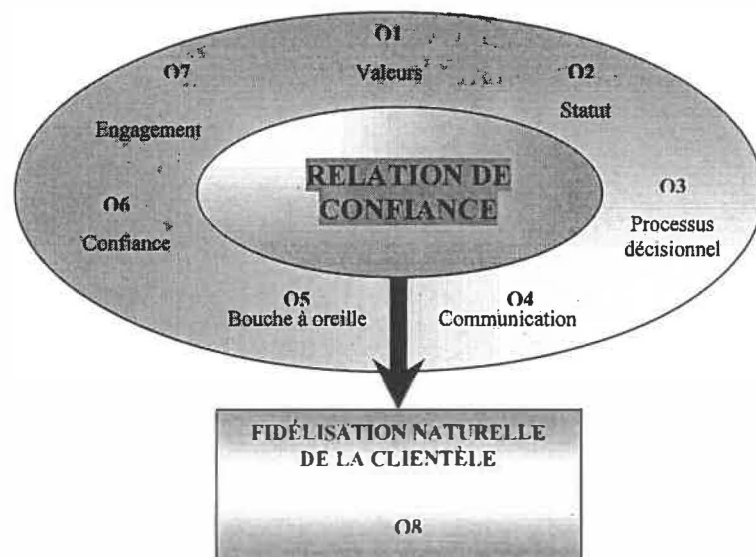 O1
Valeurs
O2
Statut
O3
Processus
décisionnel
O4
Communication
O5
Bouche à oreille
O6
Confiance
O7
Engagement
RELATION DE
CONFIANCE
FIDÉLISATION NATURELLE
DE LA CLIENTÈLE
O8